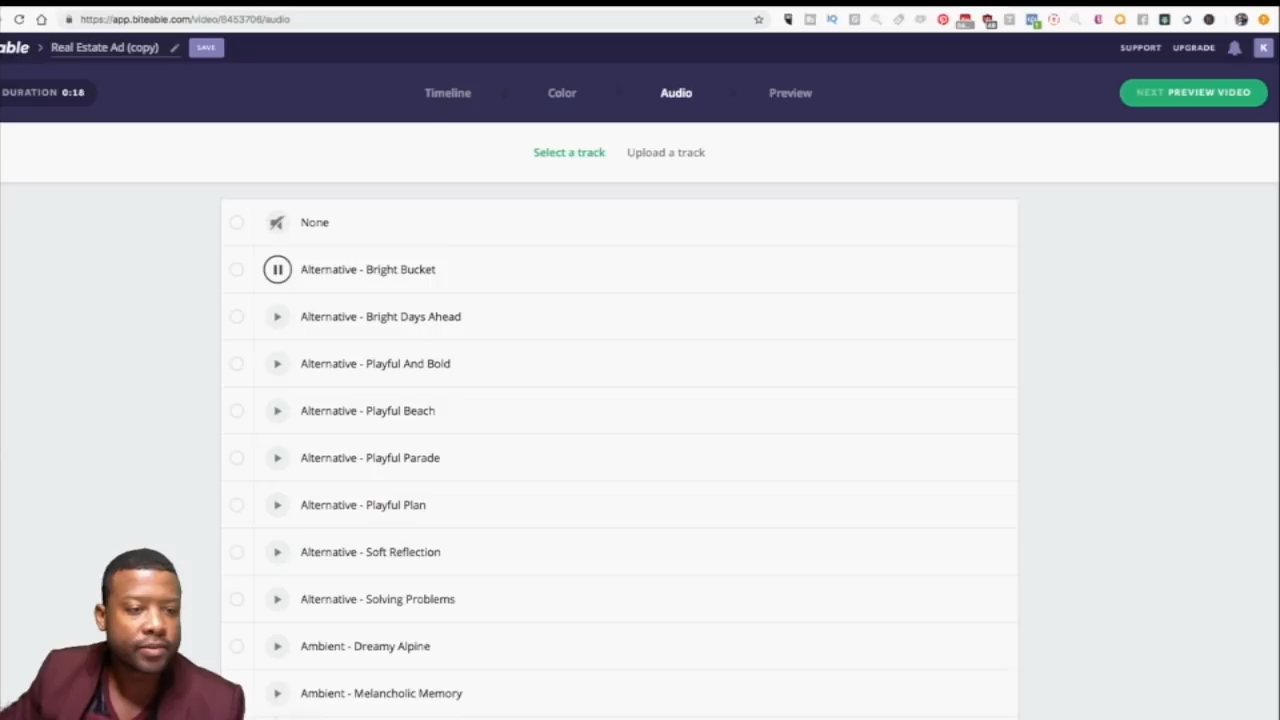 https://app.biteable.com/video/8453706/audio
able > Real Estate Ad (copy) SAVE SUPPORT UPGRADE K
DURATION 0:18 Timeline Color Audio Preview NEXT PREVIEW VIDEO
Select a track Upload a track
None
Alternative - Bright Bucket
Alternative - Bright Days Ahead
Alternative - Playful And Bold
Alternative - Playful Beach
Alternative - Playful Parade
Alternative - Playful Plan
Alternative - Soft Reflection
Alternative - Solving Problems
Ambient - Dreamy Alpine
Ambient - Melancholic Memory